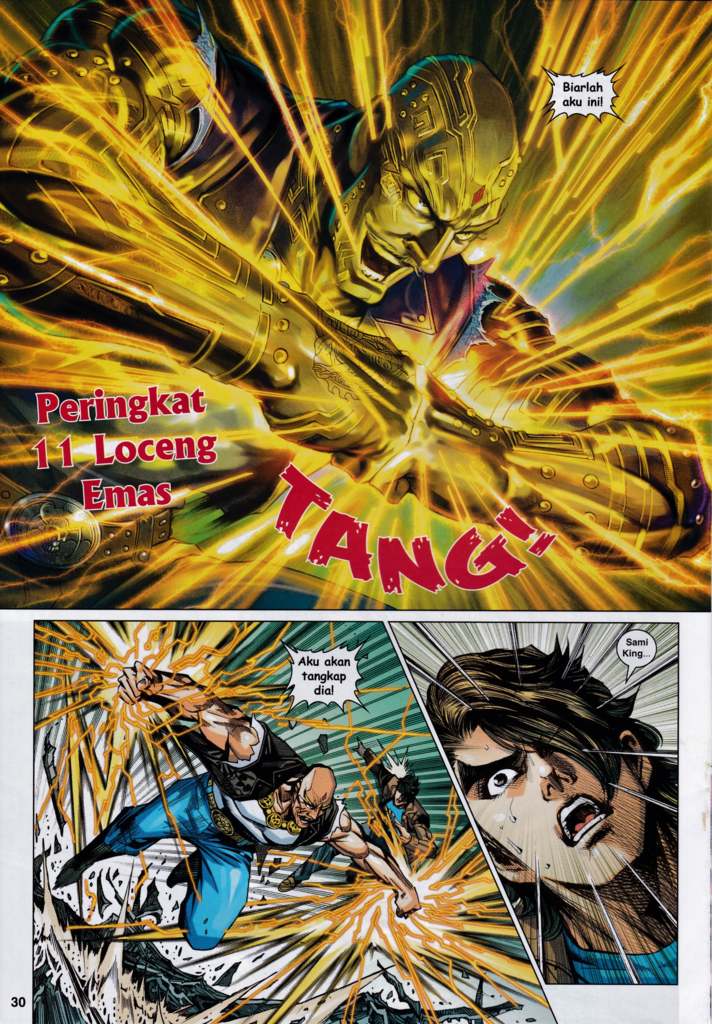 Biarlah
aku ini!
Peringkat
11 Loceng
Emas
TANG!
Aku akan
tangkap
dia!
Sami
King...
30